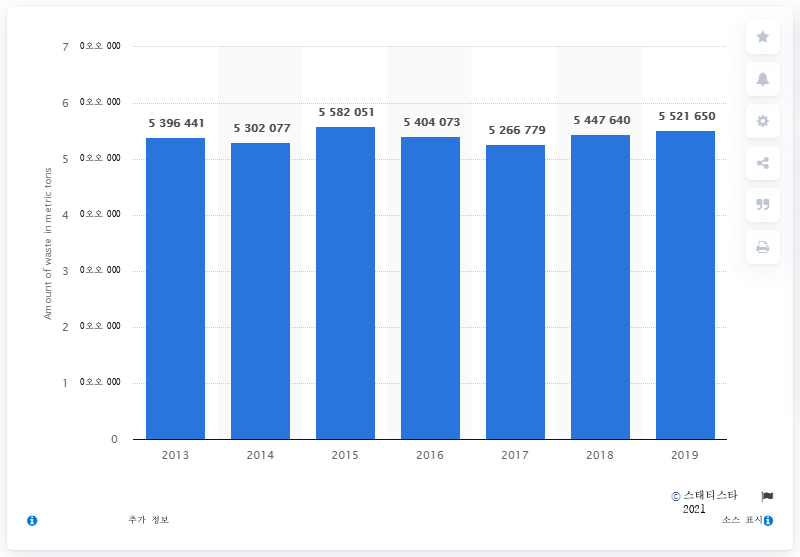 7 0오오 000
6 0오오 000
5 0오오 000
4 0오오 000
3 0오오 000
2 0오오 000
1 0오오 000
0
Amount of waste in metric tons
5 396 441
5 302 077
5 582 051
5 404 073
5 266 779
5 447 640
5 521 650
2013
2014
2015
2016
2017
2018
2019
© 스태티스타
2021
추가 정보
소스 표시